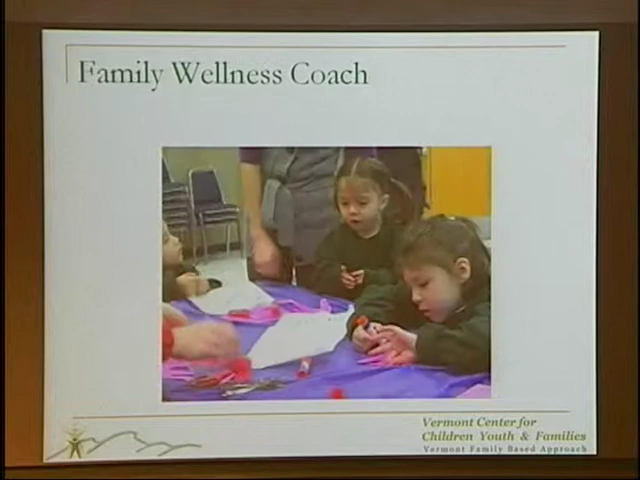 Family Wellness Coach
Vermont Center for
Children Youth & Families
Vermont Family Based Approach